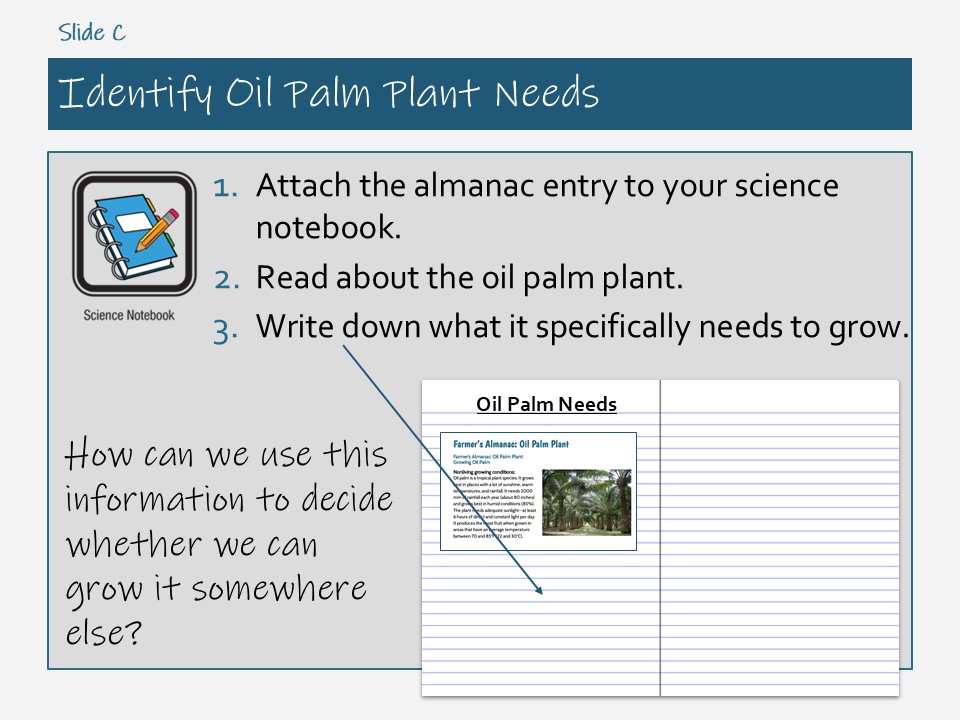 Slide C
Identify Oil Palm Plant Needs
1. Attach the almanac entry to your science
notebook.
2. Read about the oil palm plant.
3. Write down what it specifically needs to grow.
Science Notebook
How can we use this
information to decide
whether we can
grow it somewhere
else?
Oil Palm Needs
Farmer's Almanac: Oil Palm Plant
Farmer's Almanac: Oil Palm Plant
Growing Oil Palm
Nonliving growing conditions:
Oil palm is a tropical plant species. It grows
best in places with a lot of sunshine, warm
temperatures, and rainfall. It needs 2000
mm of rainfall each year (about 80 inches)
and grows best in humid conditions (85%).
The plant needs adequate sunlight—at least
6 hours of direct and constant light per day.
It produces the most fruit when grown in
areas that have an average temperature
between 70 and 85°F (22 and 30°C).